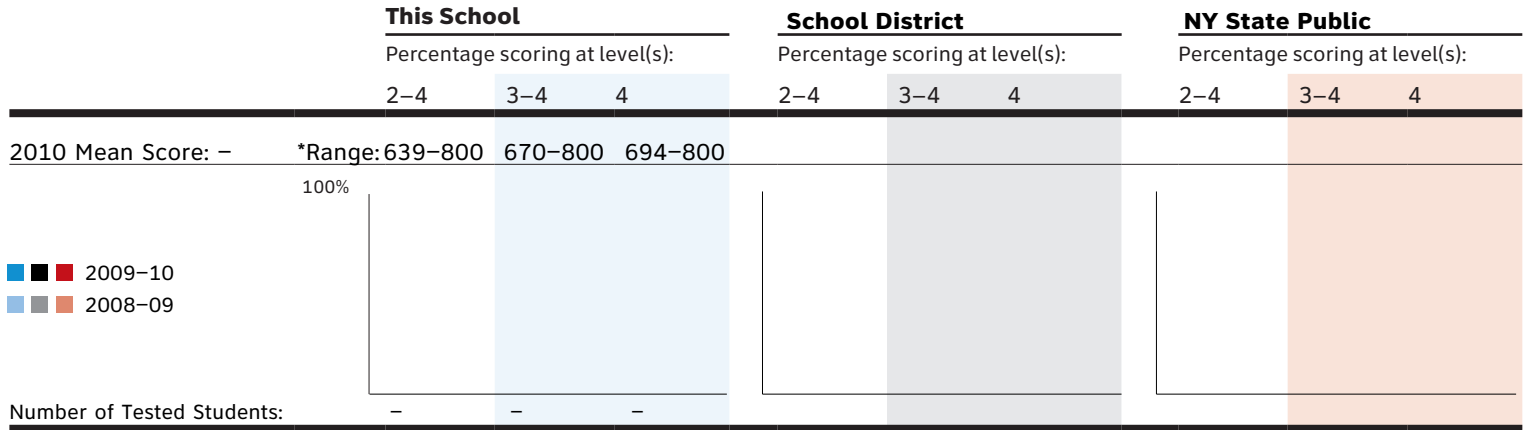 This School School District NY State Public
Percentage scoring at level(s): Percentage scoring at level(s): Percentage scoring at level(s):
2–4 3–4 4 2–4 3–4 4 2–4 3–4 4
2010 Mean Score: – *Range: 639–800 670–800 694–800
100%
2009–10
2008–09
Number of Tested Students: – – –